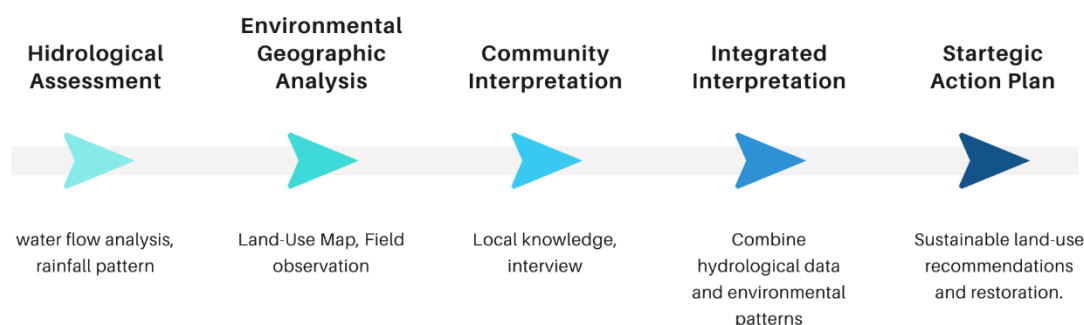 Hidrological
Assessment
Environmental
Geographic
Analysis
Community
Interpretation
Integrated
Interpretation
Startegic
Action Plan
water flow analysis,
rainfall pattern
Land-Use Map, Field
observation
Local knowledge,
interview
Combine
hydrological data
and environmental
patterns
Sustainable land-use
recommendations
and restoration.